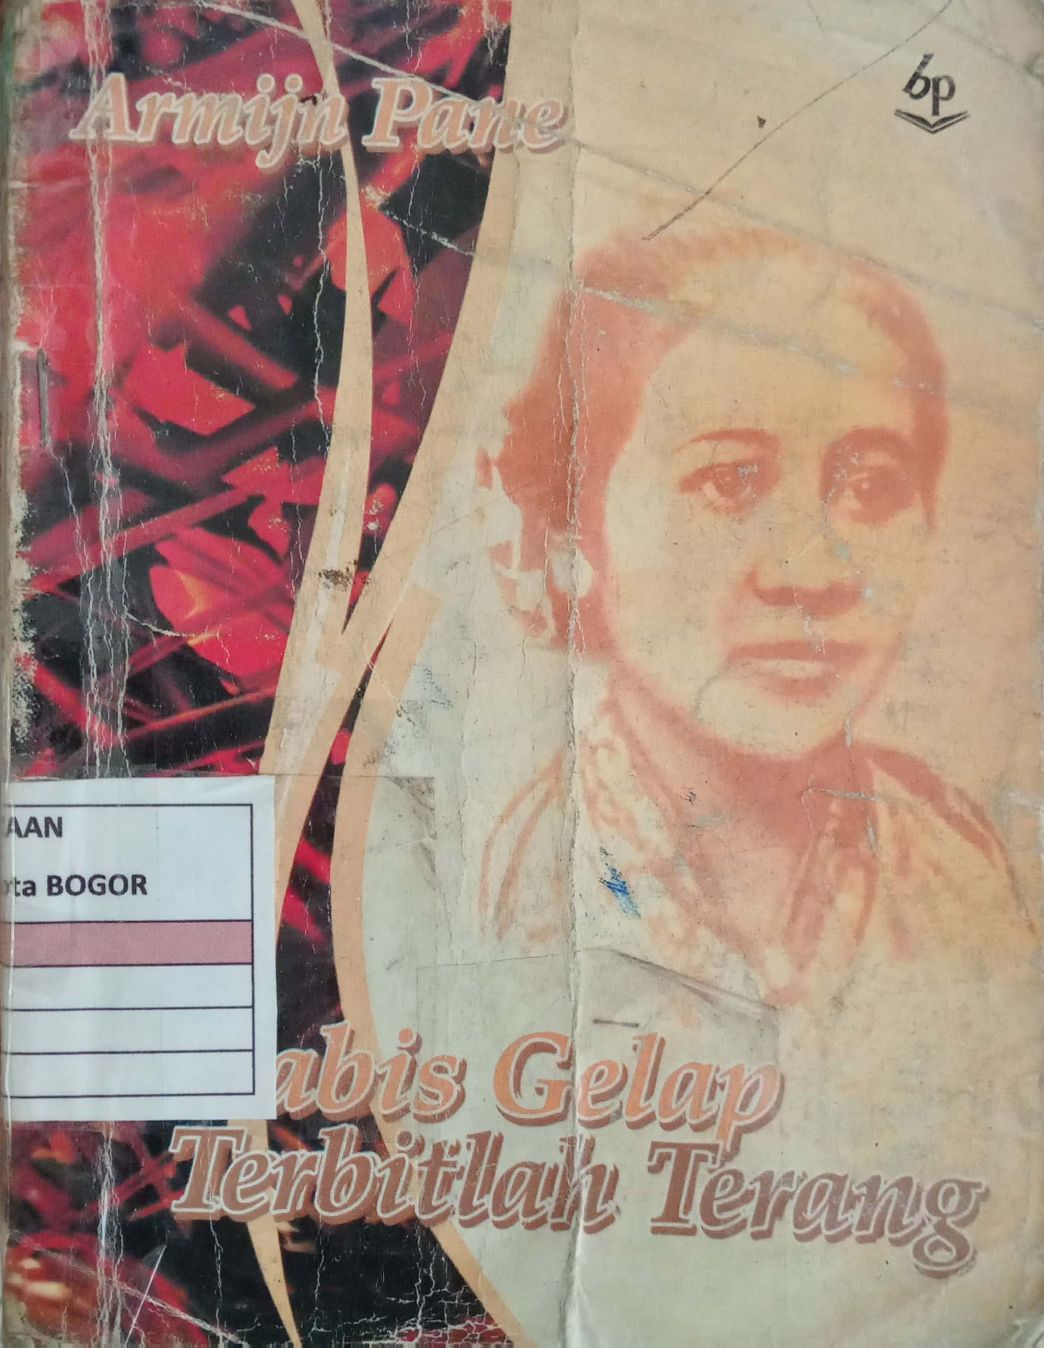 Armijn Pane
bp
AAN
ta BOGOR
abis Gelap
Terbitlah Terang